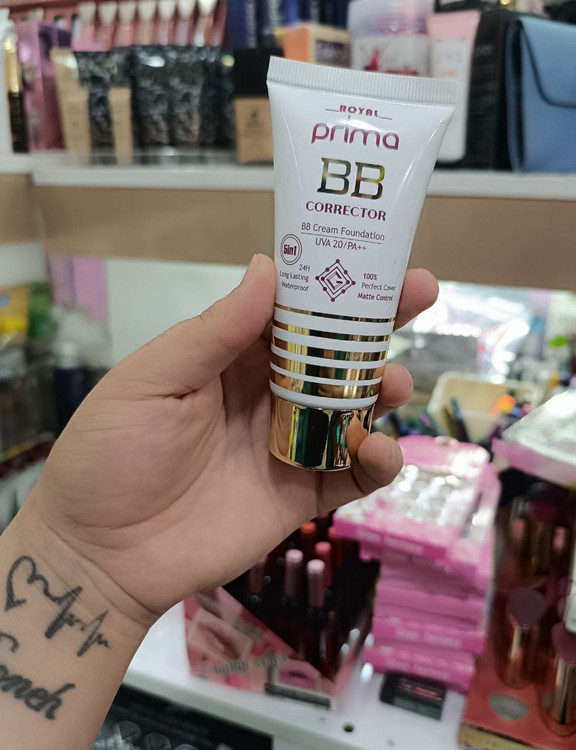 ROYAL
prima
BB
CORRECTOR
BB Cream Foundation
UVA 20/PA++
5in1
24H
Long Lasting
Waterproof
100%
Perfect Cover
Matte Control